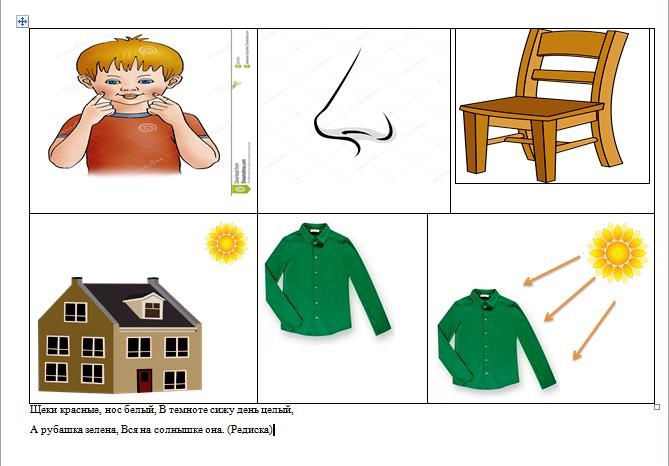 Щеки красные, нос белый, В темноте сижу день целый,
А рубашка зелена, Вся на солнышке она. (Редиска)